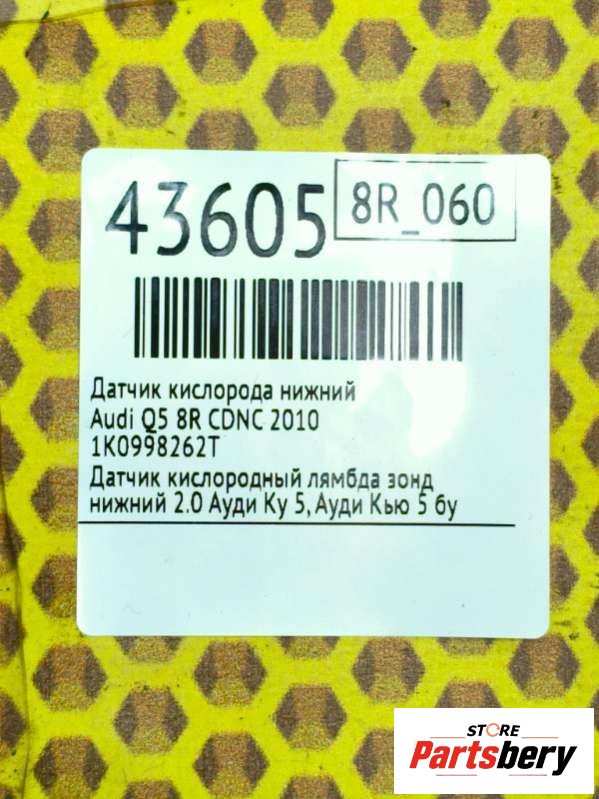 43605
8R_060
Датчик кислорода нижний
Audi Q5 8R CDNC 2010
1K0998262T
Датчик кислородный лямбда зонд
нижний 2.0 Ауди Ку 5, Ауди Кью 5 бу
STORE
Partsbery